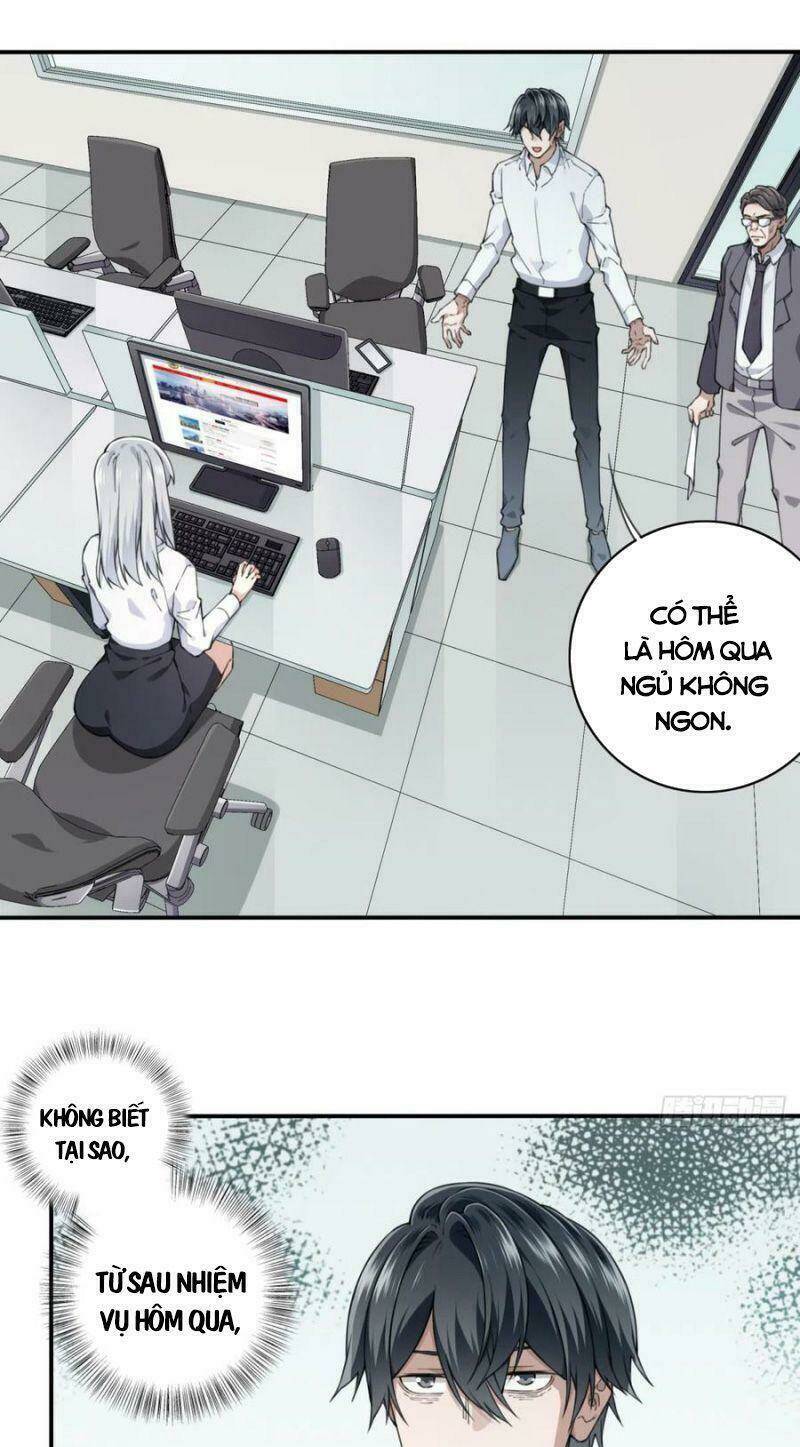 CÓ THỂ
LÀ HÔM QUA
NGỦ KHÔNG
NGON.
KHÔNG BIẾT
TẠI SAO,
TỪ SAU NHIỆM
VỤ HÔM QUA,